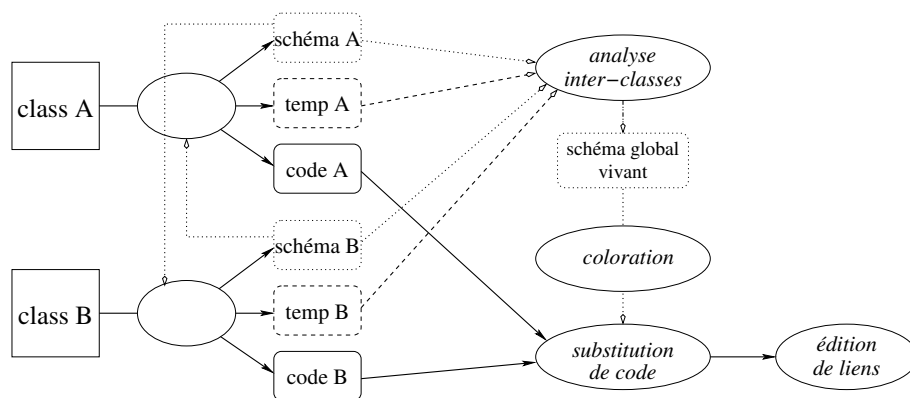 schéma A
analyse
inter−classes
class A
temp A
code A
schéma global
vivant
schéma B
coloration
class B
temp B
substitution
de code
édition
de liens
code B